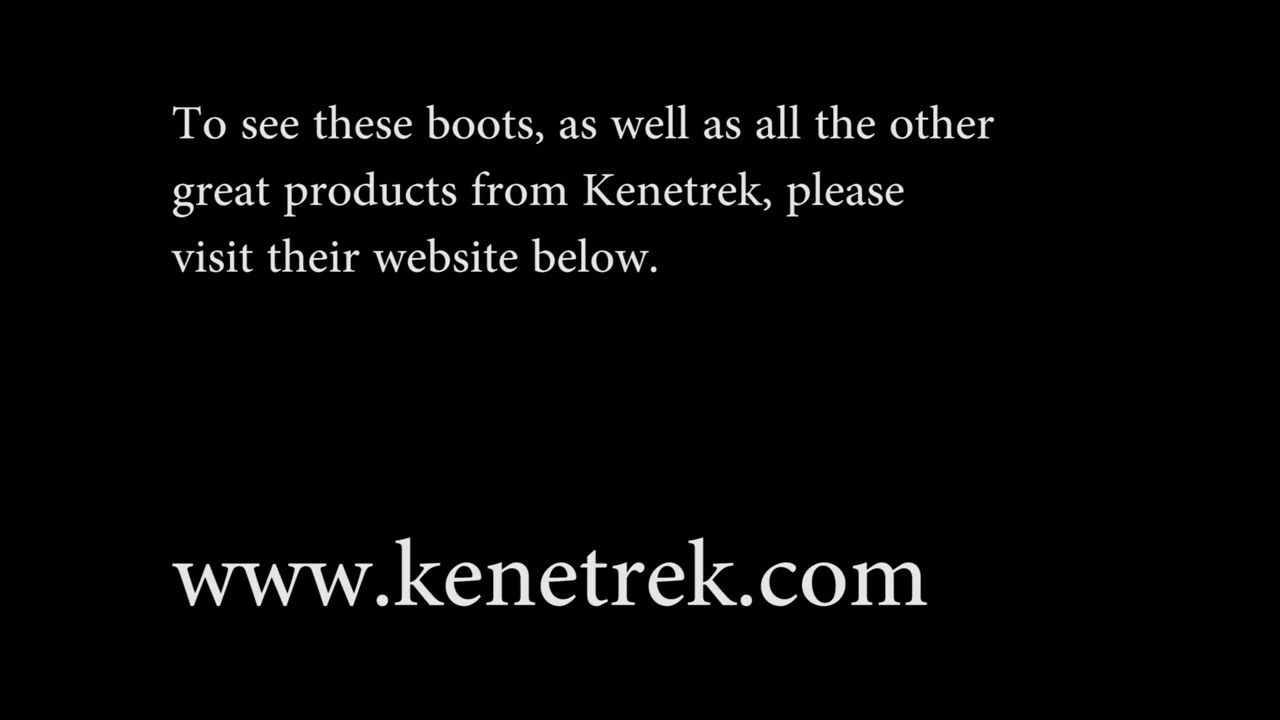 To see these boots, as well as all the other
great products from Kenetrek, please
visit their website below.
www.kenetrek.com